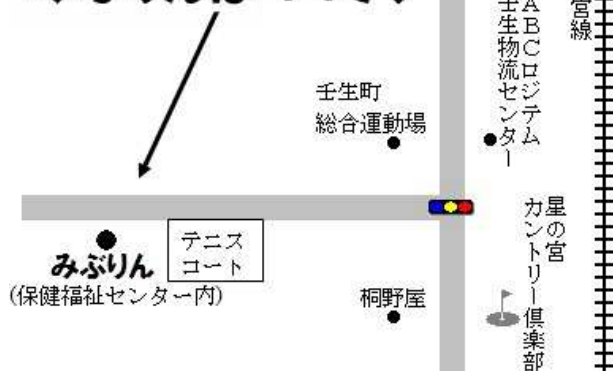 壬生町
総合運動場
ABCロジテム
壬生物流センター
宮線
星の宮
カントリー倶楽部
テニス
コート
みぶりん
(保健福祉センター内)
桐野屋